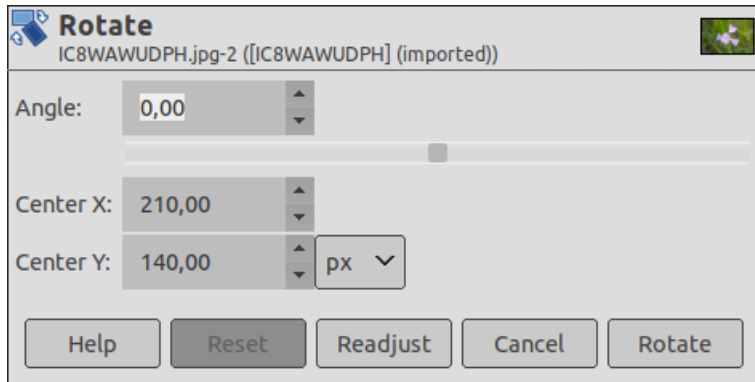 Rotate
IC8WAWUDPH.jpg-2 ([IC8WAWUDPH] (imported))
Angle: 0,00
Center X: 210,00
Center Y: 140,00 px
Help Reset Readjust Cancel Rotate